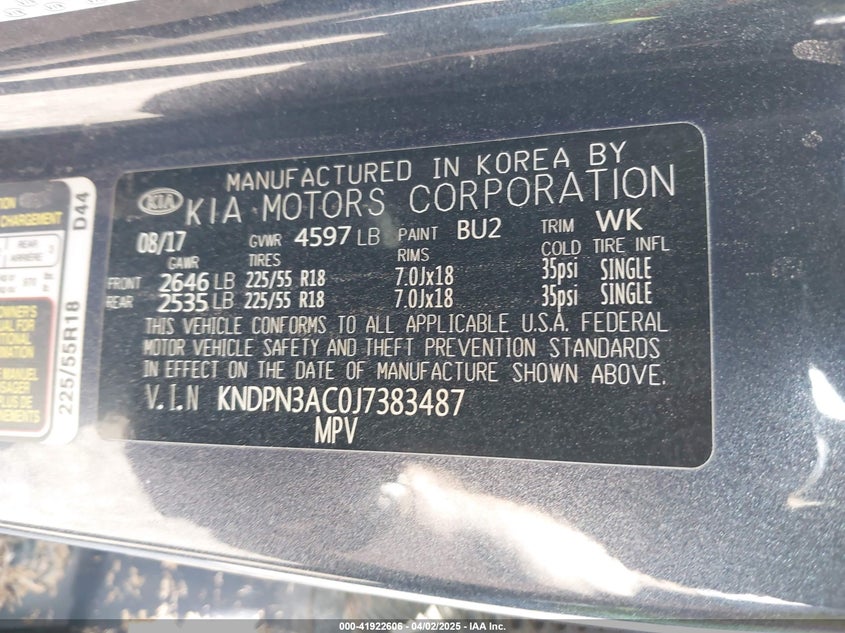 MANUFACTURED IN KOREA BY
KIA KIA MOTORS CORPORATION
08/17 GVWR 4597 LB PAINT BU2 TRIM WK
GAWR TIRES RIMS COLD TIRE INFL
FRONT 2646 LB 225/55 R18 7.0Jx18 35psi SINGLE
REAR 2535 LB 225/55 R18 7.0Jx18 35psi SINGLE
THIS VEHICLE CONFORMS TO ALL APPLICABLE U.S.A. FEDERAL
MOTOR VEHICLE SAFETY AND THEFT PREVENTION STANDARDS
IN EFFECT ON THE DATE OF MANUFACTURE SHOWN ABOVE.
V.I.N KNDPN3AC0J7383487
MPV
CHARGEMENT
REAR
225/55R18 D44
000-41922606 - 04/02/2025 - IAA Inc.